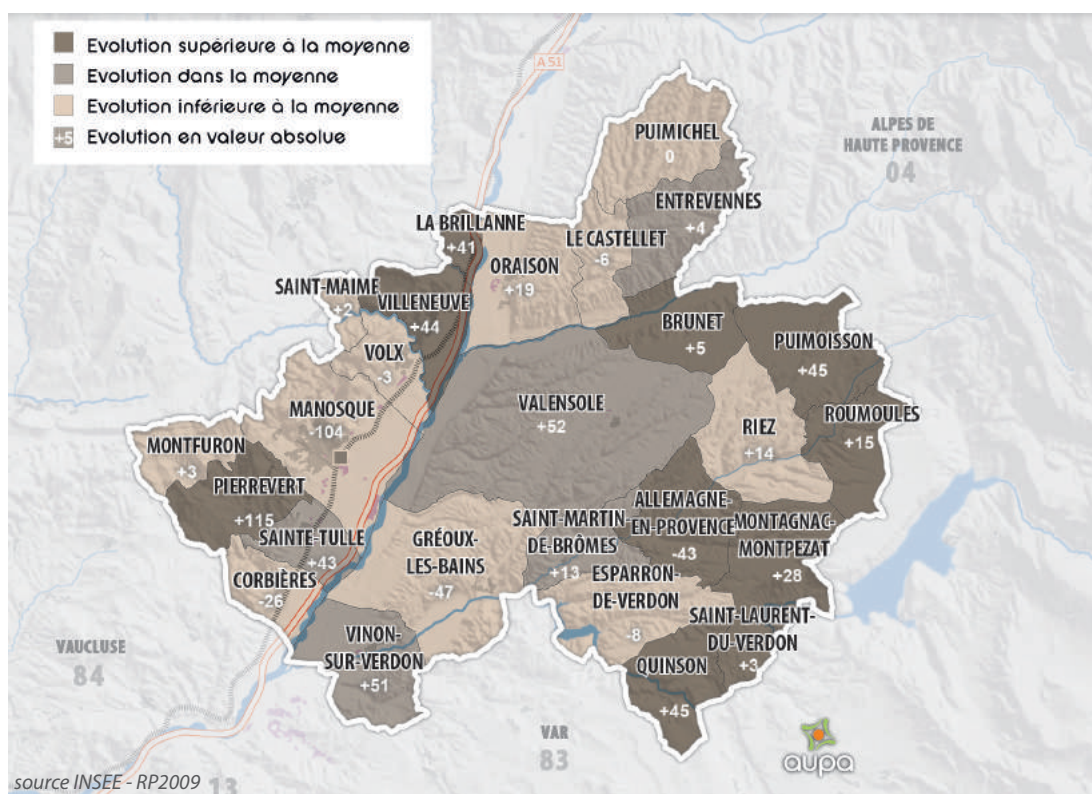 Evolution supérieure à la moyenne
Evolution dans la moyenne
Evolution inférieure à la moyenne
+5 Evolution en valeur absolue
A 51
PUIMICHEL
0
ALPES DE
HAUTE PROVENCE
04
ENTREVENNES
+4
LA BRILLANNE
+41
LE CASTELLET
-6
ORAISON
+19
SAINT-MAIME
+2
VILLENEUVE
+44
BRUNET
+5
PUIMOISSON
+45
VOLX
-3
MANOSQUE
-104
VALENSOLE
+52
RIEZ
+14
ROUMOULES
+15
MONTFURON
+3
PIERREVERT
+115
SAINTE-TULLE
+43
CORBIÈRES
-26
GRÉOUX-
LES-BAINS
-47
SAINT-MARTIN
DE-BRÔMES
+13
ALLEMAGNE-
EN-PROVENCE
-43
MONTAGNAC-
MONTPEZAT
+28
ESPARRON-
DE-VERDON
-8
SAINT-LAURENT-
DU-VERDON
+3
VINON-
SUR-VERDON
+51
QUINSON
+45
VAUCLUSE
84
VAR
83
aupa
source INSEE - RP2009
13